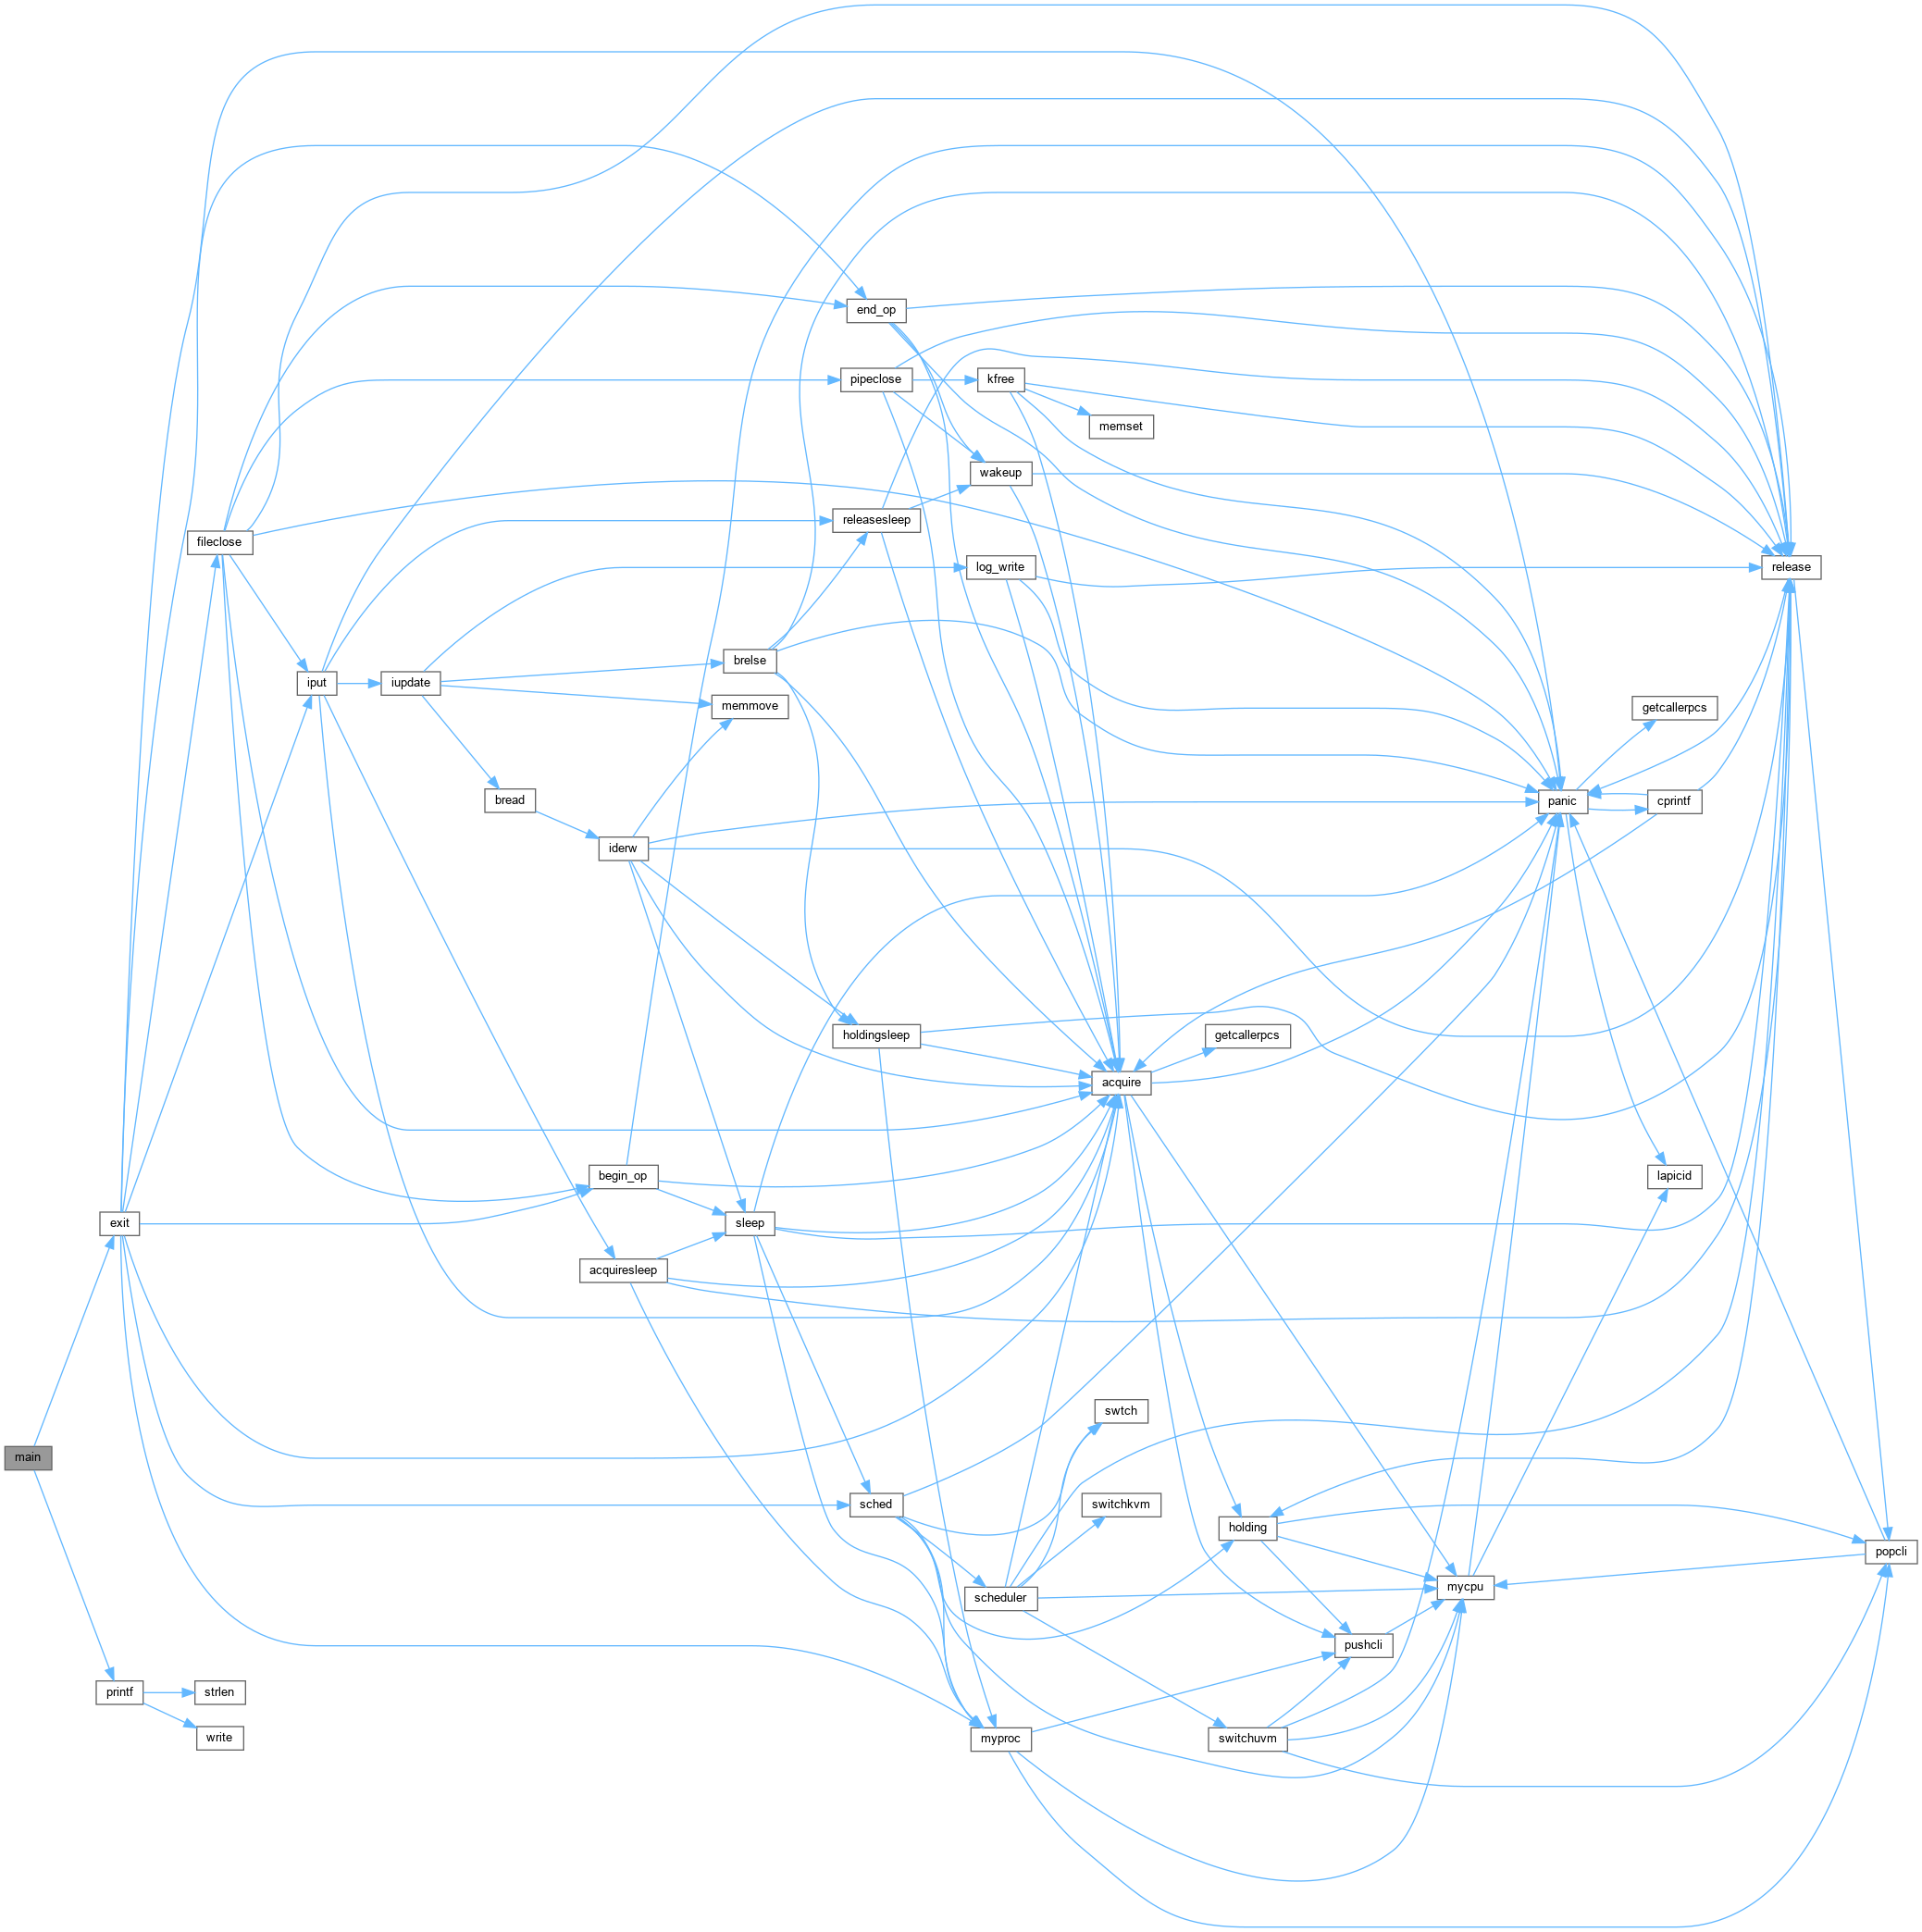 end_op
pipeclose
kfree
memset
wakeup
releasesleep
fileclose
log_write
release
brelse
iput
iupdate
memmove
getcallerpcs
bread
panic
cprintf
iderw
holdingsleep
getcallerpcs
acquire
begin_op
lapicid
exit
sleep
acquiresleep
swtch
main
sched
switchkvm
holding
popcli
scheduler
mycpu
pushcli
printf
strlen
write
myproc
switchuvm